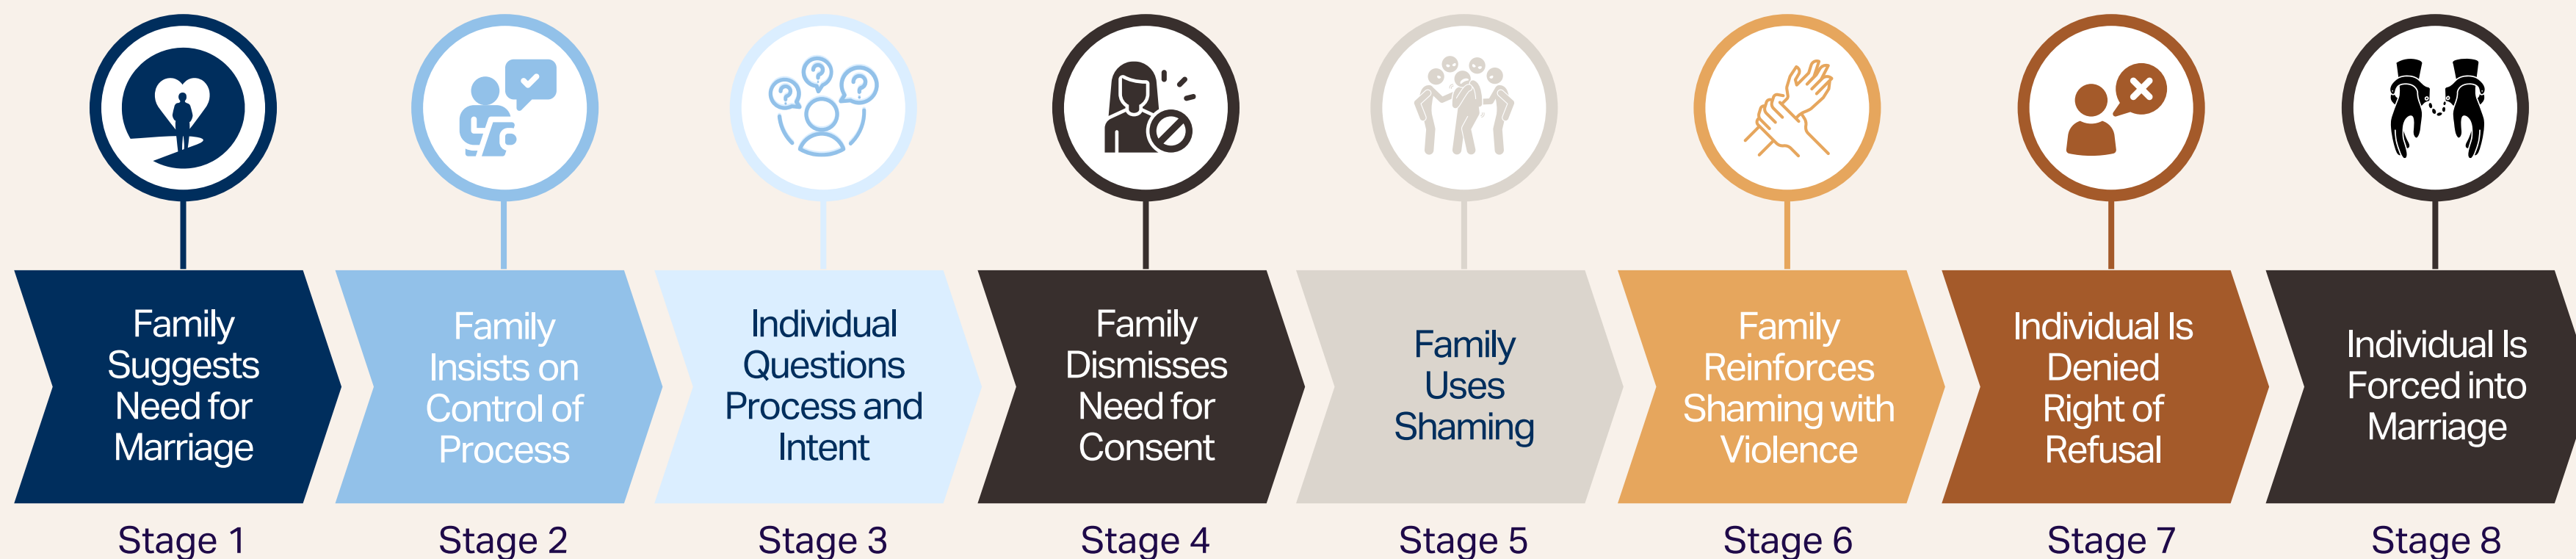 Family
Suggests
Need for
Marriage
Stage 1
Family
Insists on
Control of
Process
Stage 2
Individual
Questions
Process and
Intent
Stage 3
Family
Dismisses
Need for
Consent
Stage 4
Family
Uses
Shaming
Stage 5
Family
Reinforces
Shaming with
Violence
Stage 6
Individual Is
Denied
Right of
Refusal
Stage 7
Individual Is
Forced into
Marriage
Stage 8